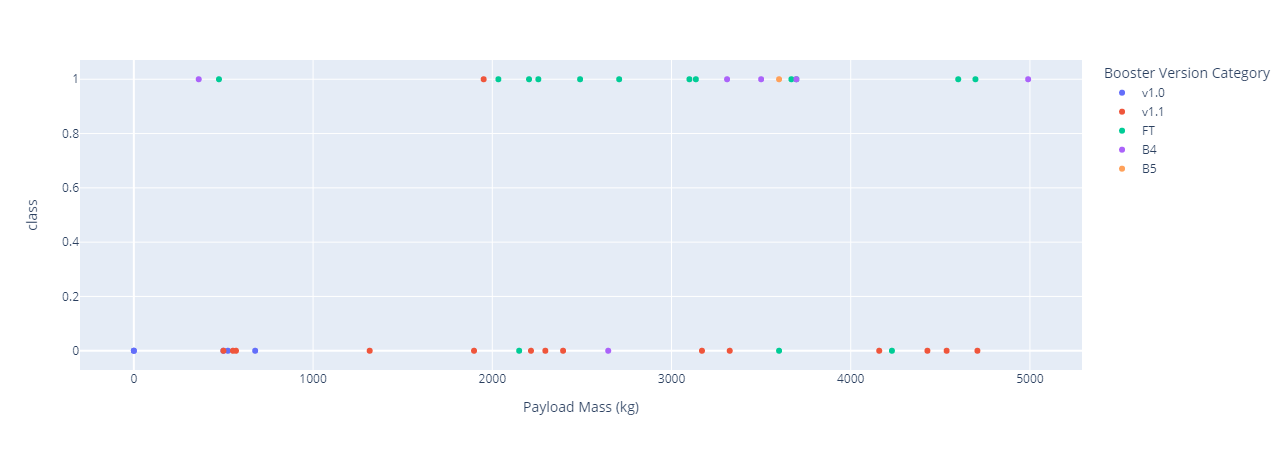 Booster Version Category
v1.0
v1.1
FT
B4
B5
1
0.8
0.6
0.4
0.2
0
class
0 1000 2000 3000 4000 5000
Payload Mass (kg)